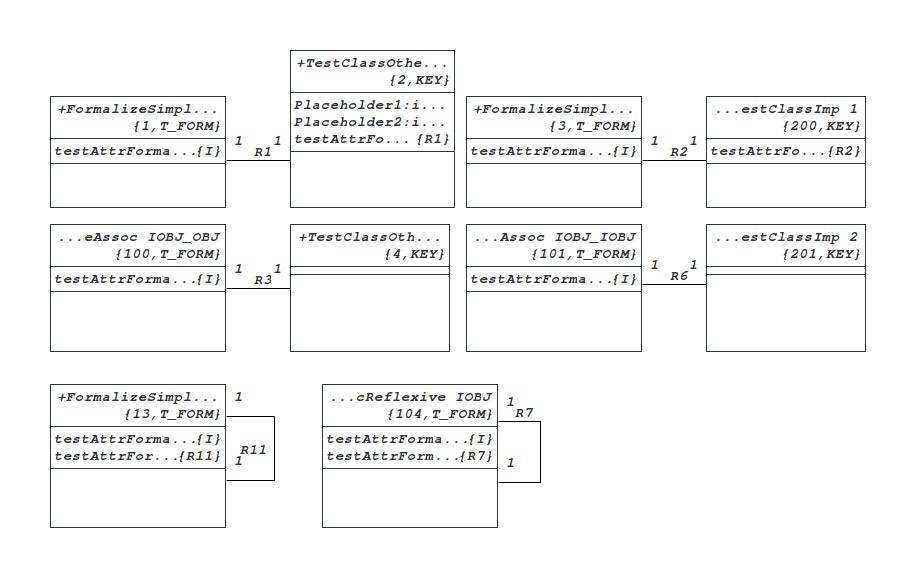 +FormalizeSimpl...
{1,T_FORM}
testAttrForma...{I}
1 1
R1
+TestClassOthe...
{2,KEY}
Placeholder1:i...
Placeholder2:i...
testAttrFo... {R1}
+FormalizeSimpl...
{3,T_FORM}
testAttrForma...{I}
1 1
R2
...estClassImp 1
{200,KEY}
testAttrFo...{R2}
...eAssoc IOBJ_OBJ
{100,T_FORM}
testAttrForma...{I}
1 1
R3
+TestClassOth...
{4,KEY}
...Assoc IOBJ_IOBJ
{101,T_FORM}
testAttrForma...{I}
1 1
R6
...estClassImp 2
{201,KEY}
+FormalizeSimpl...
{13,T_FORM}
testAttrForma...{I}
testAttrFor...{R11}
1
R11
1
...cReflexive IOBJ
{104,T_FORM}
testAttrForma...{I}
testAttrForm...{R7}
1
R7
1